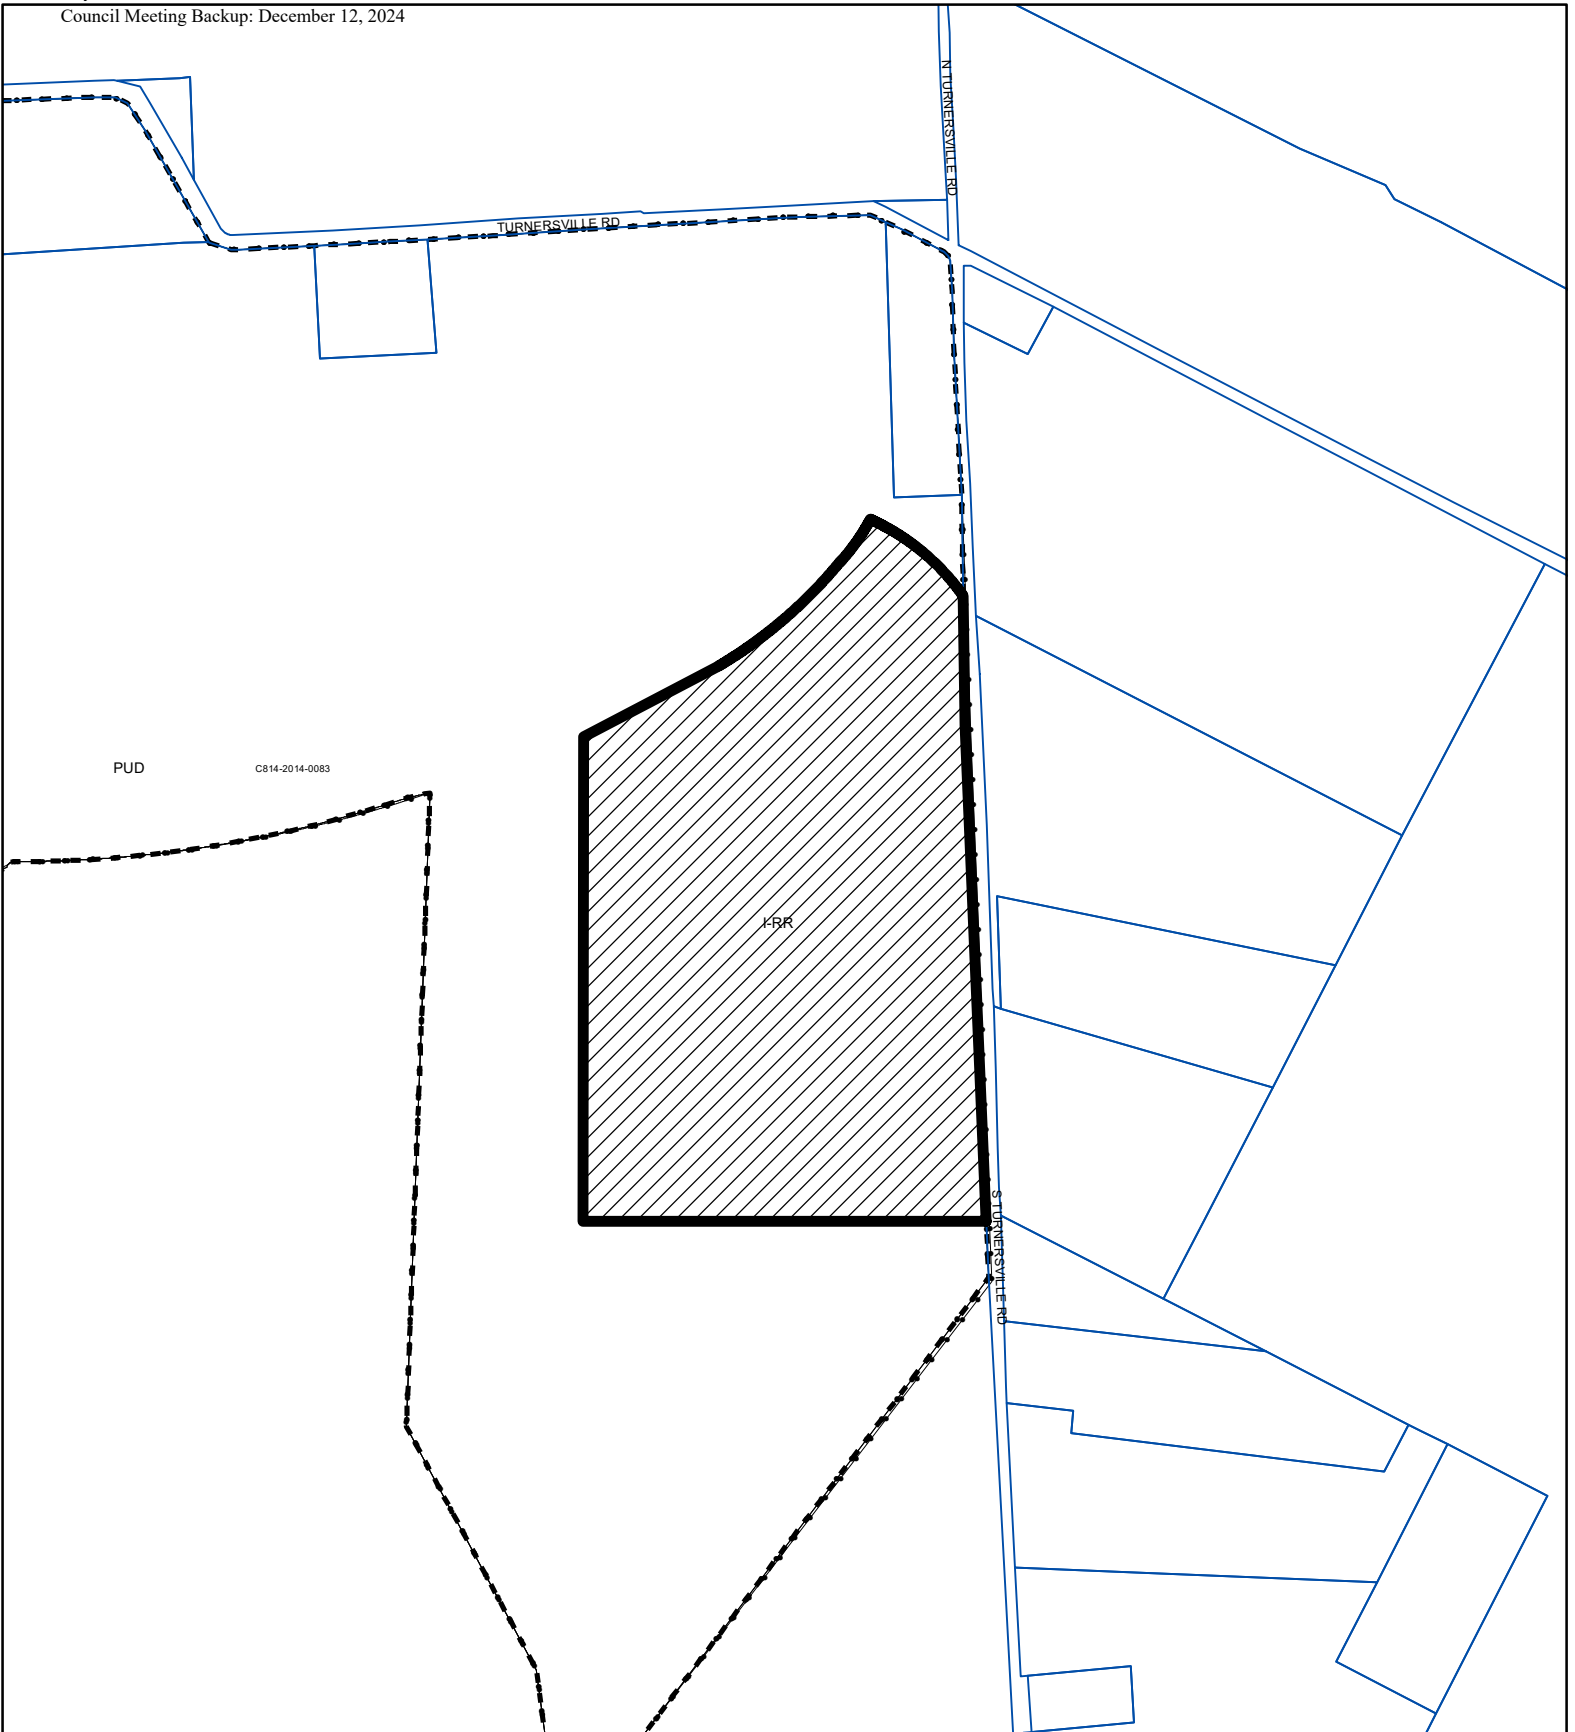 Council Meeting Backup: December 12, 2024
N TURNERSVILLE RD
TURNERSVILLE RD
PUD
C814-2014-0083
I-RR
S TURNERSVILLE RD